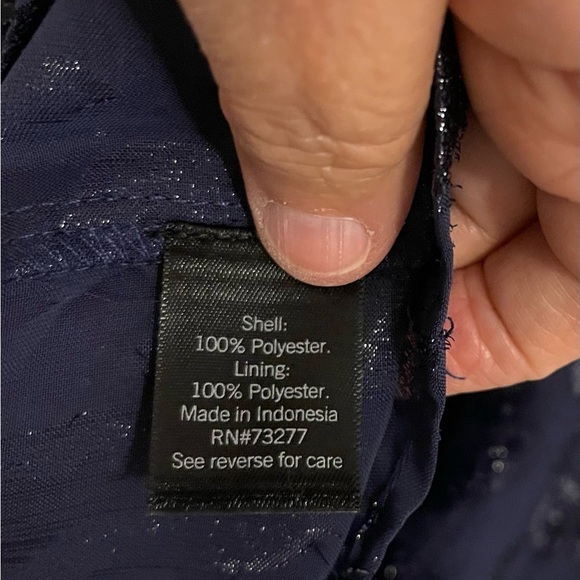 Shell:
100% Polyester.
Lining:
100% Polyester.
Made in Indonesia
RN#73277
See reverse for care